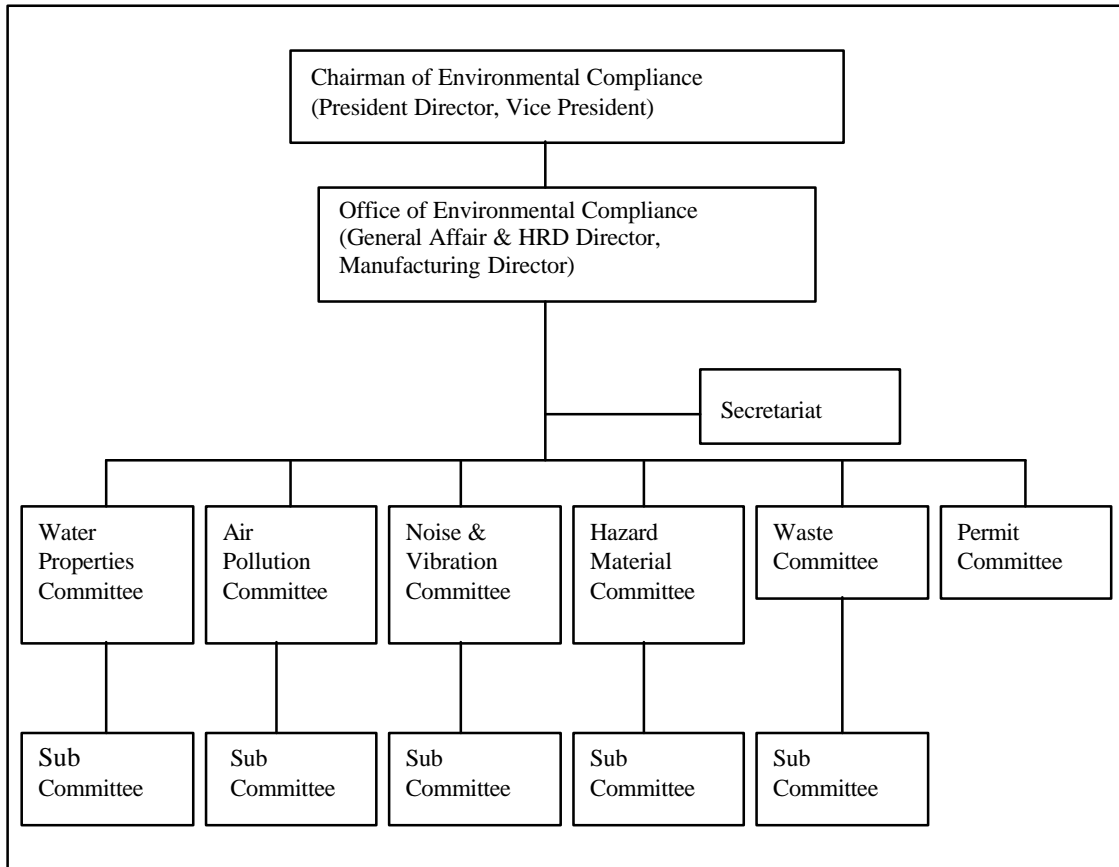 Chairman of Environmental Compliance
(President Director, Vice President)
Office of Environmental Compliance
(General Affair & HRD Director,
Manufacturing Director)
Secretariat
Water
Properties
Committee
Air
Pollution
Committee
Noise &
Vibration
Committee
Hazard
Material
Committee
Waste
Committee
Permit
Committee
Sub
Committee
Sub
Committee
Sub
Committee
Sub
Committee
Sub
Committee